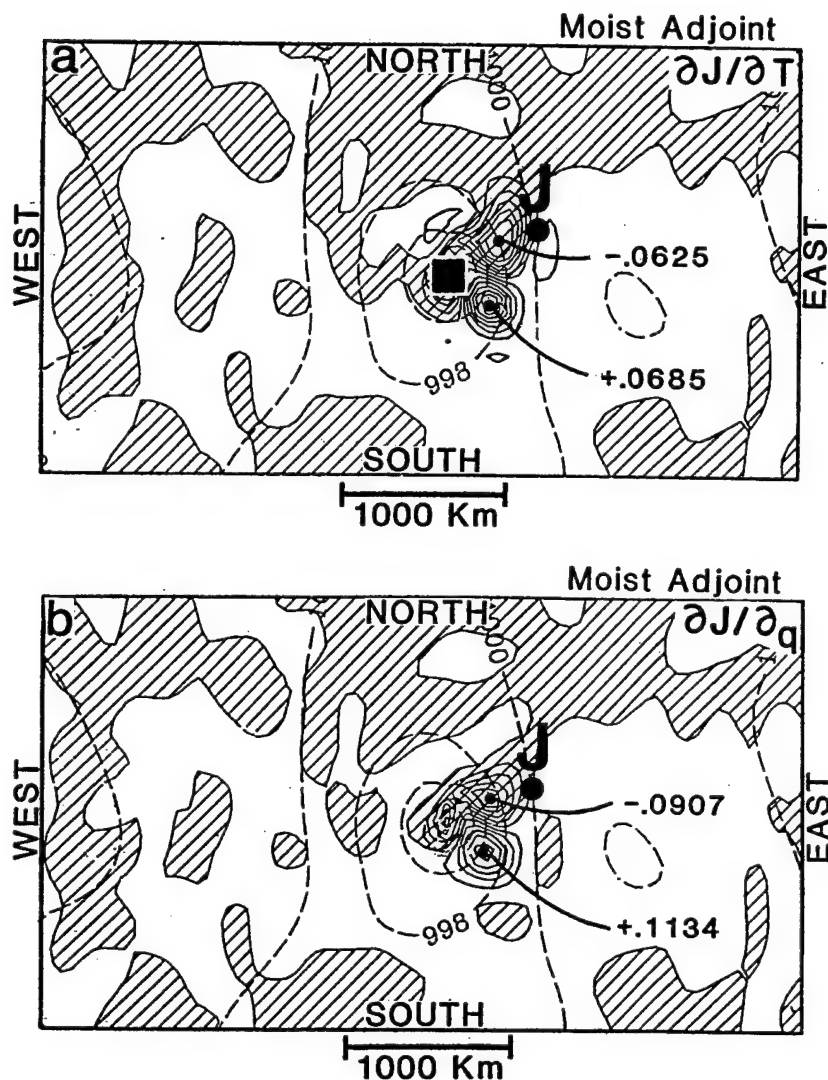 Moist Adjoint
a
NORTH
∂J/∂T
J
WEST
EAST
-.0625
+.0685
998
SOUTH
1000 Km
Moist Adjoint
b
NORTH
∂J/∂q
J
WEST
EAST
-.0907
+.1134
998
SOUTH
1000 Km